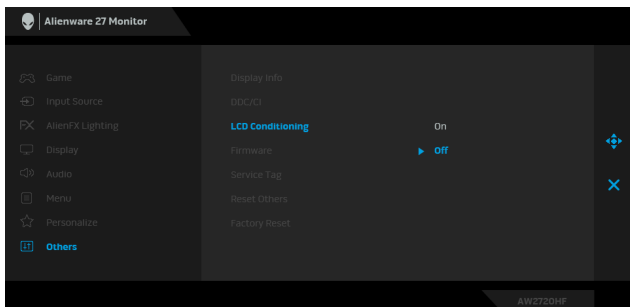 Alienware 27 Monitor
Game
Input Source
AlienFX Lighting
Display
Audio
Menu
Personalize
Others
Display Info
DDC/CI
LCD Conditioning On
Firmware Off
Service Tag
Reset Others
Factory Reset
AW2720HF